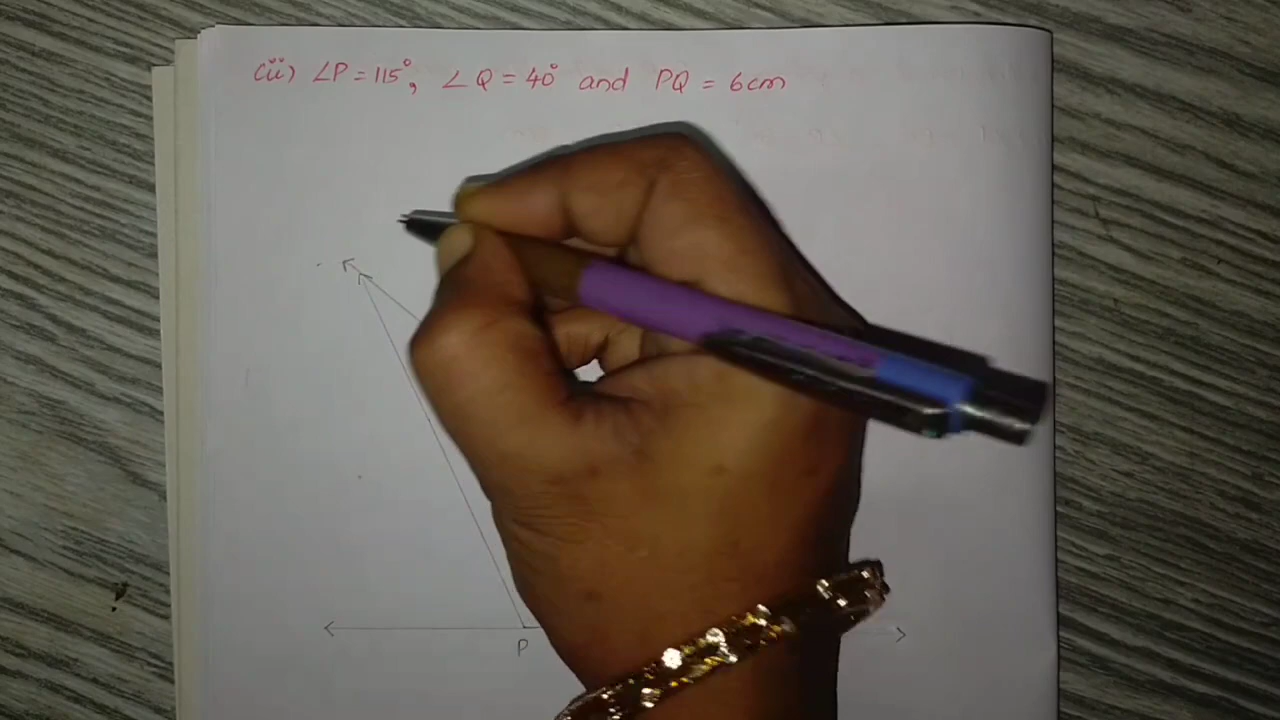 (ii) ∠P = 115°, ∠Q = 40° and PQ = 6cm
P